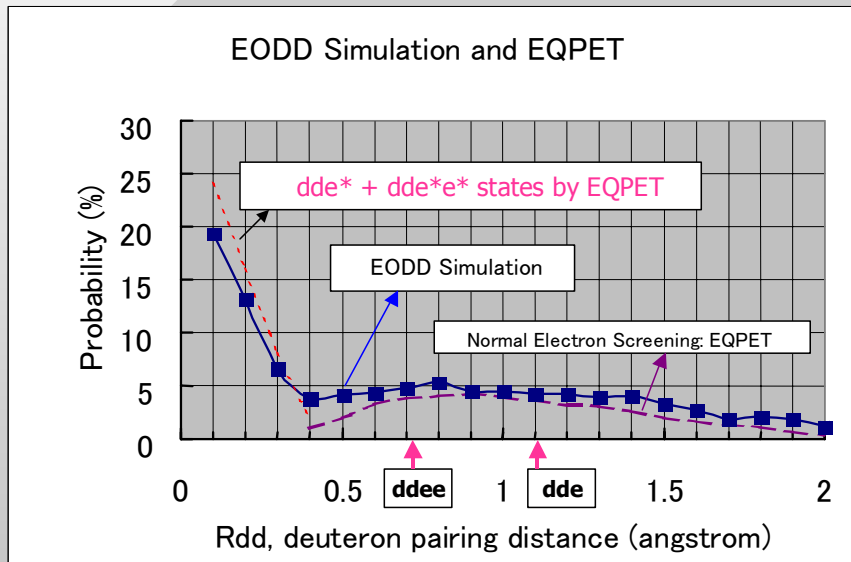 EODD Simulation and EQPET
30
25
20
15
10
5
0
Probability (%)
dde* + dde*e* states by EQPET
EODD Simulation
Normal Electron Screening: EQPET
0
0.5
1
1.5
2
ddee
dde
Rdd, deuteron pairing distance (angstrom)